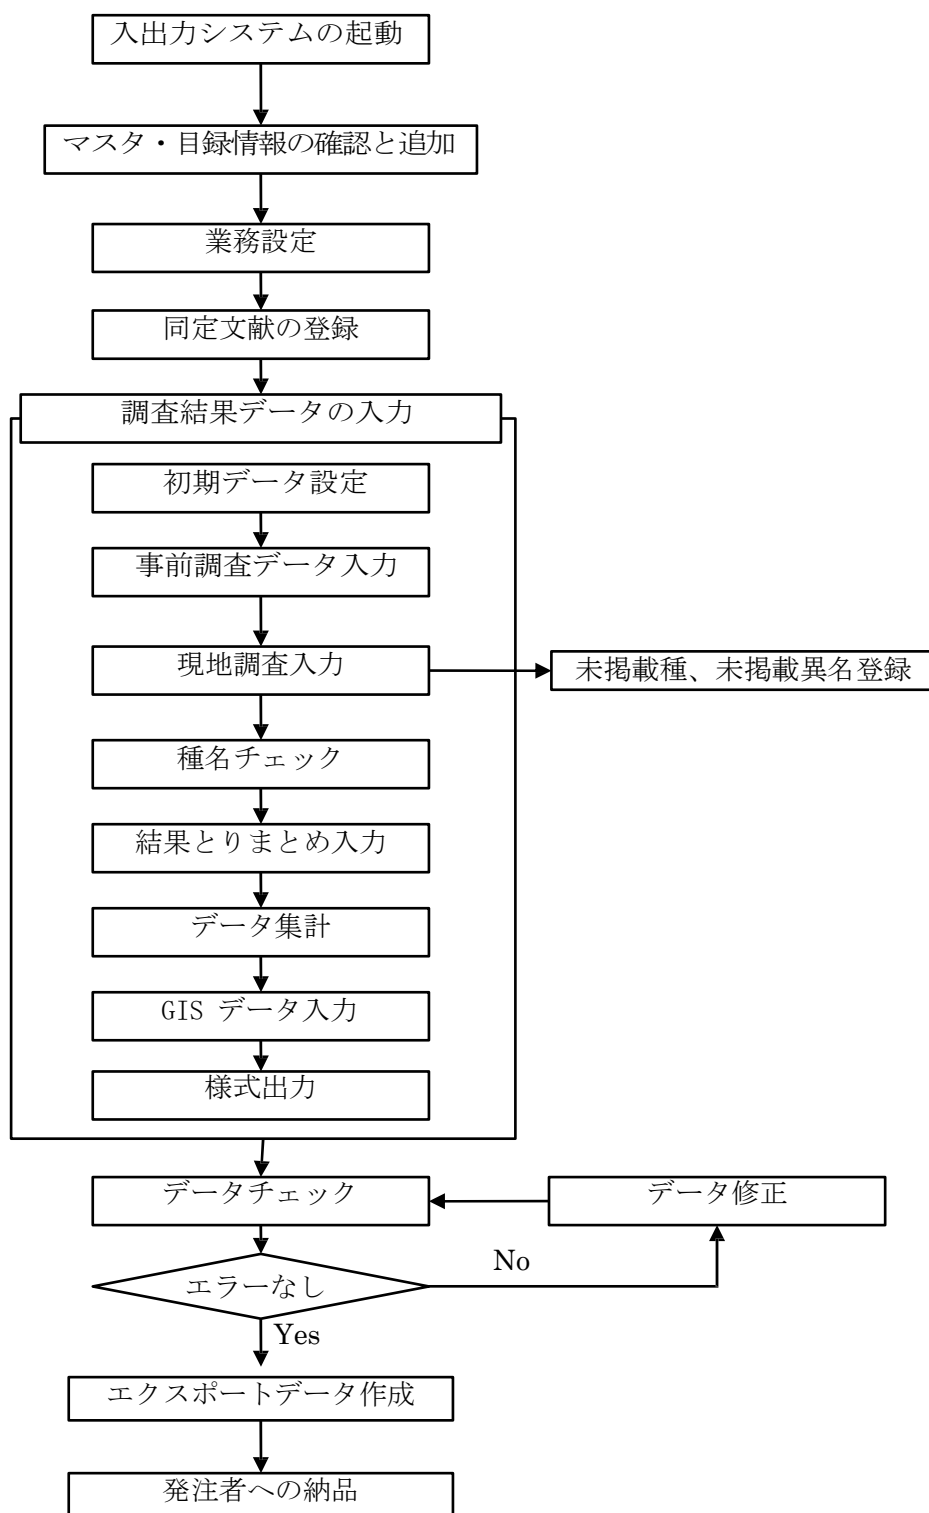 入出力システムの起動
マスタ・目録情報の確認と追加
業務設定
同定文献の登録
調査結果データの入力
初期データ設定
事前調査データ入力
現地調査入力
未掲載種、未掲載異名登録
種名チェック
結果とりまとめ入力
データ集計
GIS データ入力
様式出力
データチェック
データ修正
エラーなし
No
Yes
エクスポートデータ作成
発注者への納品